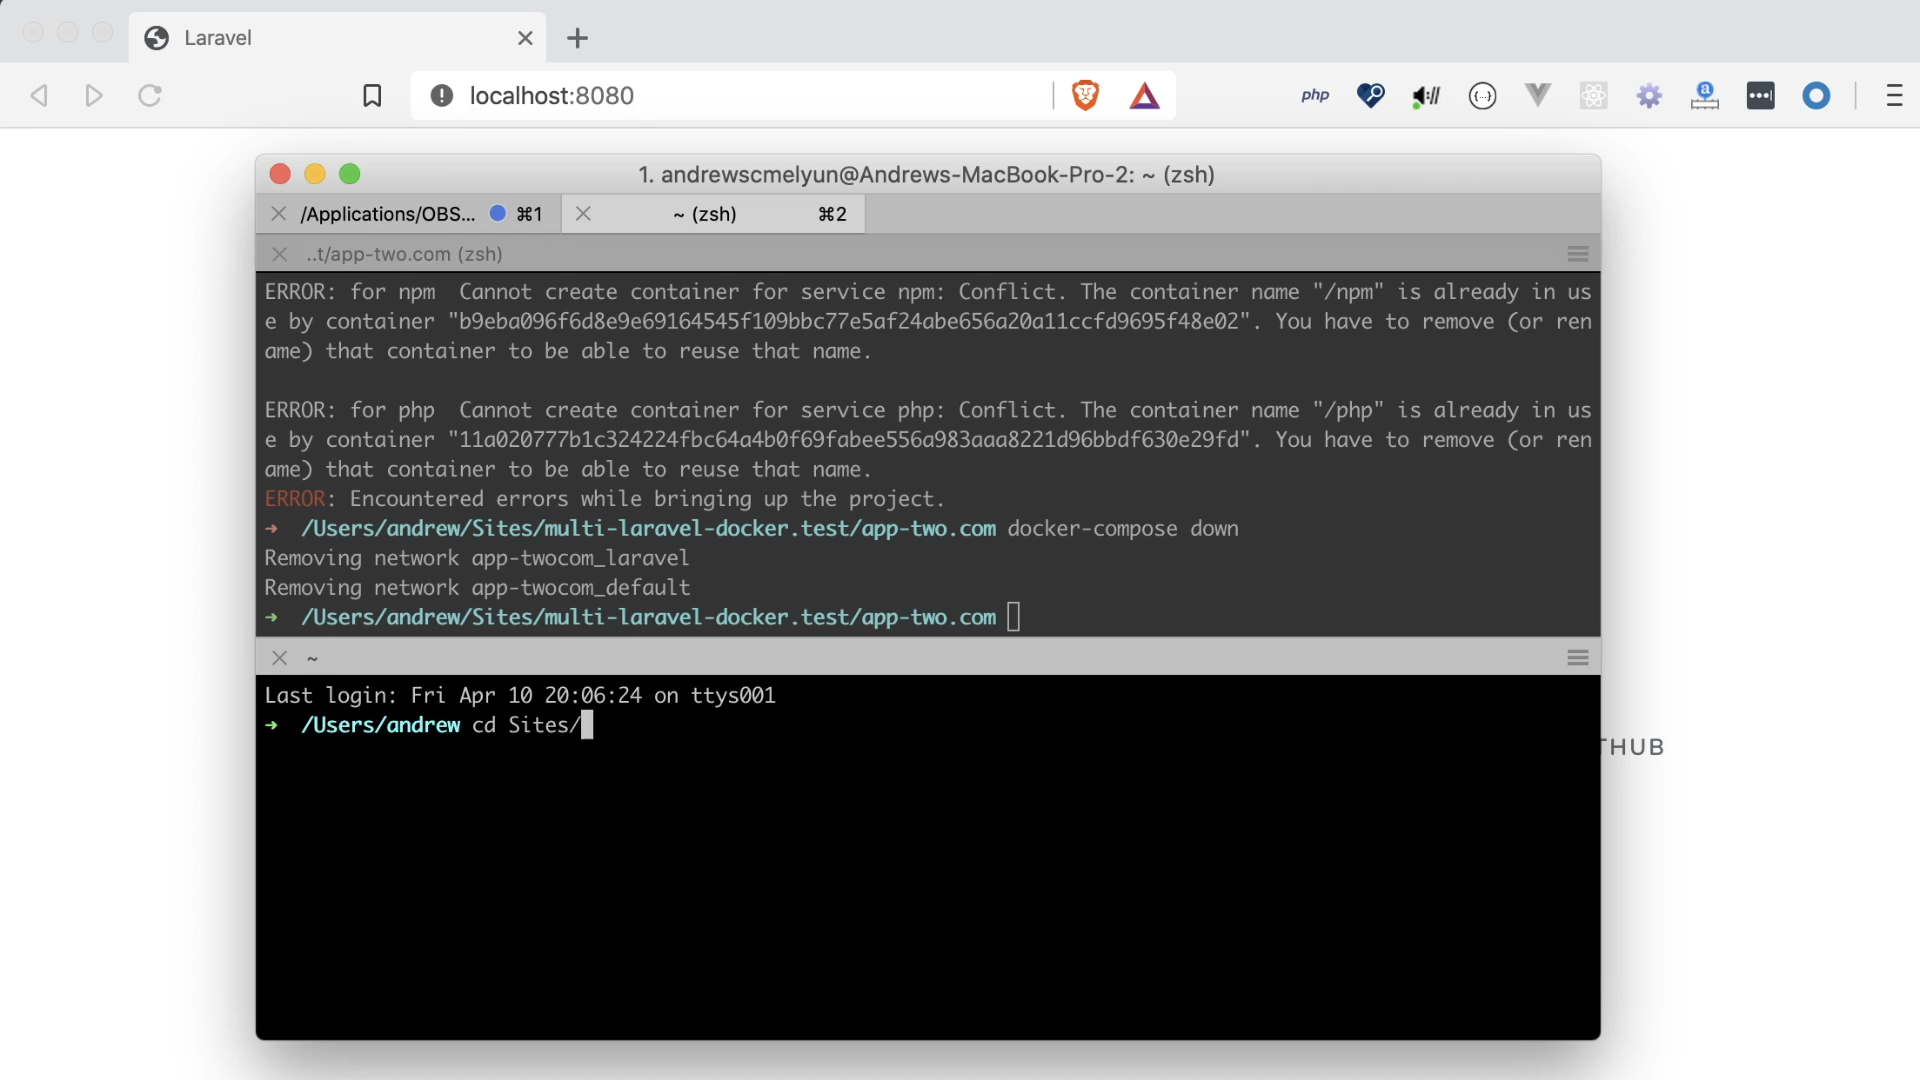 Laravel
localhost:8080
php
a
1. andrewscmelyun@Andrews-MacBook-Pro-2: ~ (zsh)
/Applications/OBS... ⌘1
~ (zsh) ⌘2
..t/app-two.com (zsh)
ERROR: for npm  Cannot create container for service npm: Conflict. The container name "/npm" is already in us
e by container "b9eba096f6d8e9e69164545f109bbc77e5af24abe656a20a11ccfd9695f48e02". You have to remove (or ren
ame) that container to be able to reuse that name.
ERROR: for php  Cannot create container for service php: Conflict. The container name "/php" is already in us
e by container "11a020777b1c324224fbc64a4b0f69fabee556a983aaa8221d96bbdf630e29fd". You have to remove (or ren
ame) that container to be able to reuse that name.
ERROR: Encountered errors while bringing up the project.
➜ /Users/andrew/Sites/multi-laravel-docker.test/app-two.com docker-compose down
Removing network app-twocom_laravel
Removing network app-twocom_default
➜ /Users/andrew/Sites/multi-laravel-docker.test/app-two.com
~
Last login: Fri Apr 10 20:06:24 on ttys001
➜ /Users/andrew cd Sites/
THUB